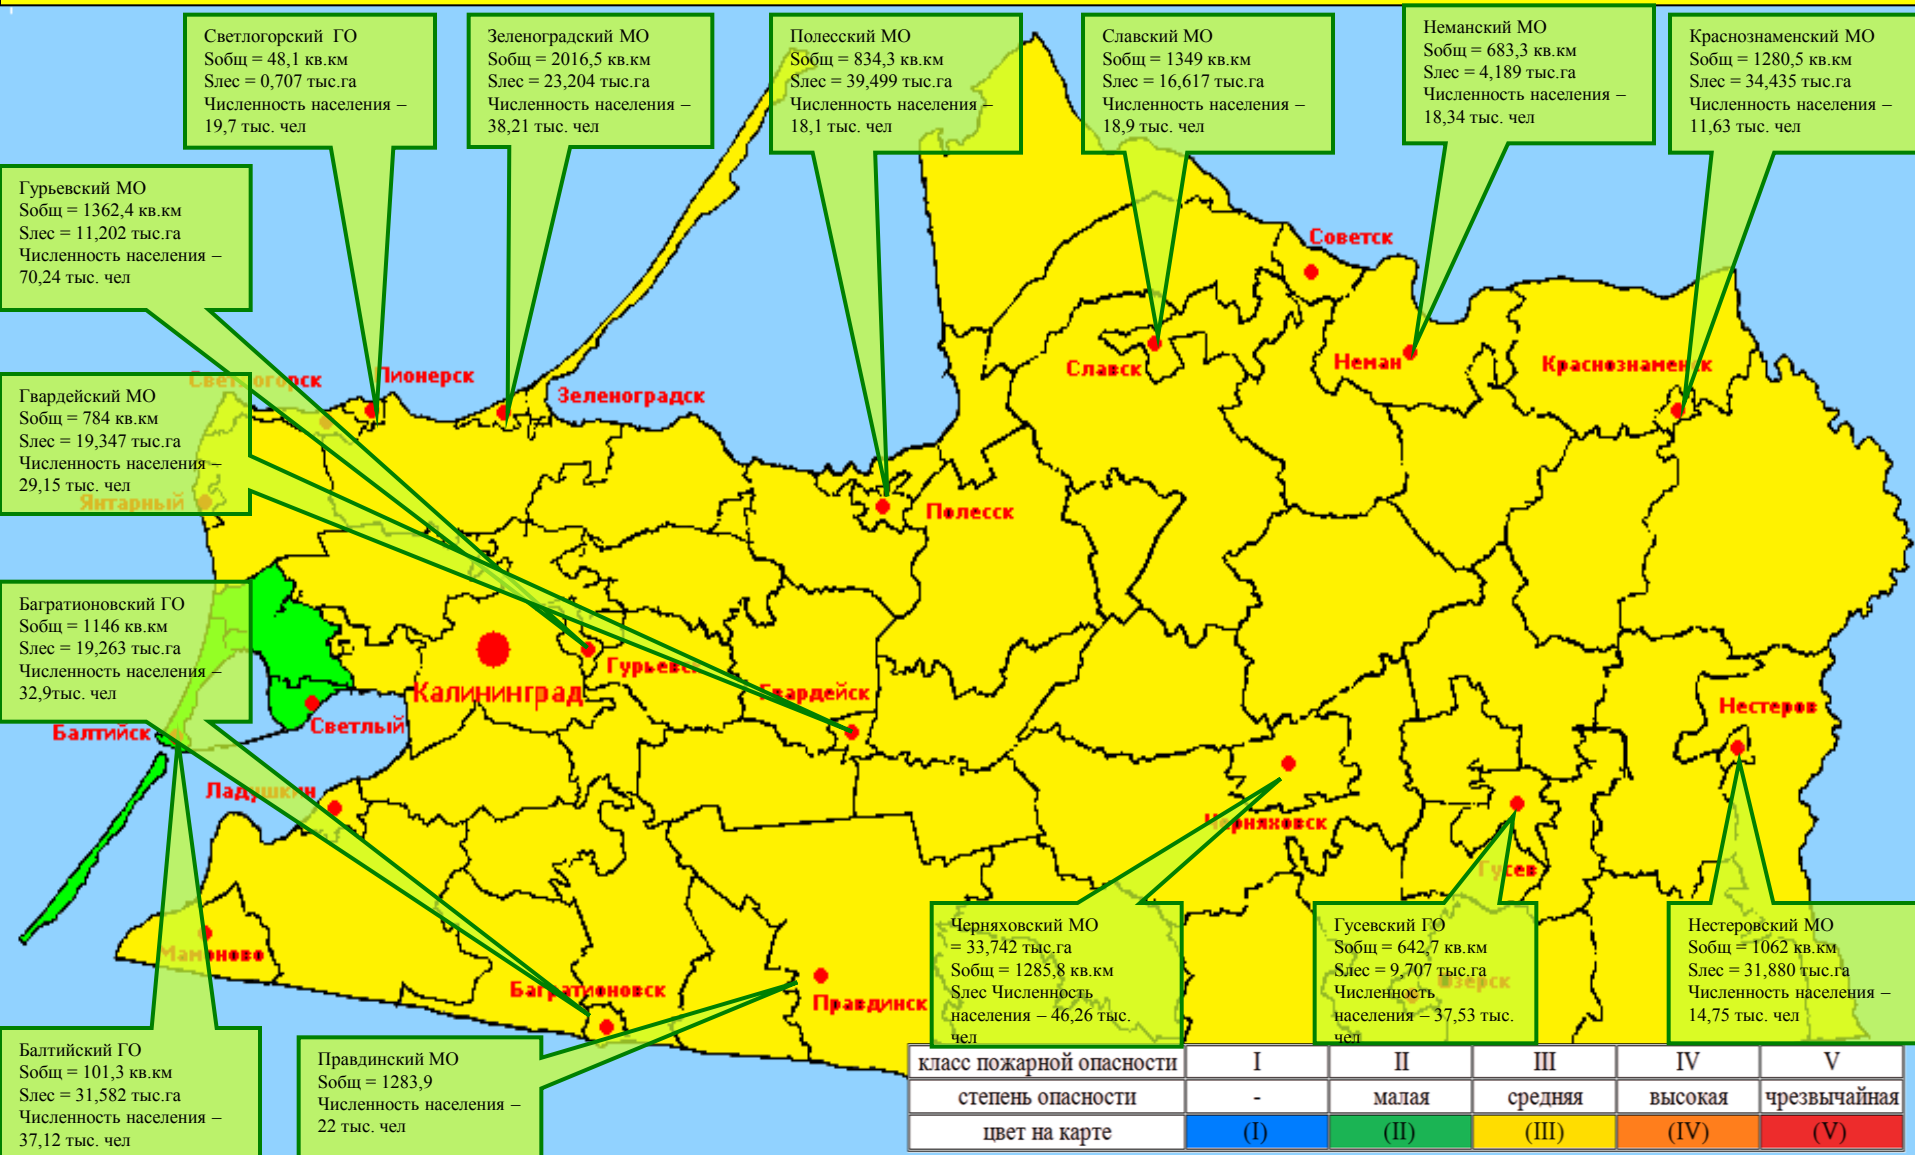 Светлогорский ГО
Sобщ = 48,1 кв.км
Sлес = 0,707 тыс.га
Численность населения –
19,7 тыс. чел
Зеленоградский МО
Sобщ = 2016,5 кв.км
Sлес = 23,204 тыс.га
Численность населения –
38,21 тыс. чел
Полесский МО
Sобщ = 834,3 кв.км
Sлес = 39,499 тыс.га
Численность населения –
18,1 тыс. чел
Славский МО
Sобщ = 1349 кв.км
Sлес = 16,617 тыс.га
Численность населения –
18,9 тыс. чел
Неманский МО
Sобщ = 683,3 кв.км
Sлес = 4,189 тыс.га
Численность населения –
18,34 тыс. чел
Краснознаменский МО
Sобщ = 1280,5 кв.км
Sлес = 34,435 тыс.га
Численность населения –
11,63 тыс. чел
Гурьевский МО
Sобщ = 1362,4 кв.км
Sлес = 11,202 тыс.га
Численность населения –
70,24 тыс. чел
Советск
Славск
Неман
Краснознаменск
Светлогорск
Пионерск
Зеленоградск
Гвардейский МО
Sобщ = 784 кв.км
Sлес = 19,347 тыс.га
Численность населения –
29,15 тыс. чел
Янтарный
Полесск
Багратионовский ГО
Sобщ = 1146 кв.км
Sлес = 19,263 тыс.га
Численность населения –
32,9тыс. чел
Гурьевск
Калининград
Гвардейск
Нестеров
Балтийск
Светлый
Ладушкин
Черняховск
Гусев
Мамоново
Багратионовск
Правдинск
Озерск
Черняховский МО
= 33,742 тыс.га
Sобщ = 1285,8 кв.км
Sлес Численность
населения – 46,26 тыс.
чел
Гусевский ГО
Sобщ = 642,7 кв.км
Sлес = 9,707 тыс.га
Численность
населения – 37,53 тыс.
чел
Нестеровский МО
Sобщ = 1062 кв.км
Sлес = 31,880 тыс.га
Численность населения –
14,75 тыс. чел
Балтийский ГО
Sобщ = 101,3 кв.км
Sлес = 31,582 тыс.га
Численность населения –
37,12 тыс. чел
Правдинский МО
Sобщ = 1283,9
Численность населения –
22 тыс. чел
класс пожарной опасности I II III IV V
степень опасности - малая средняя высокая чрезвычайная
цвет на карте (I) (II) (III) (IV) (V)